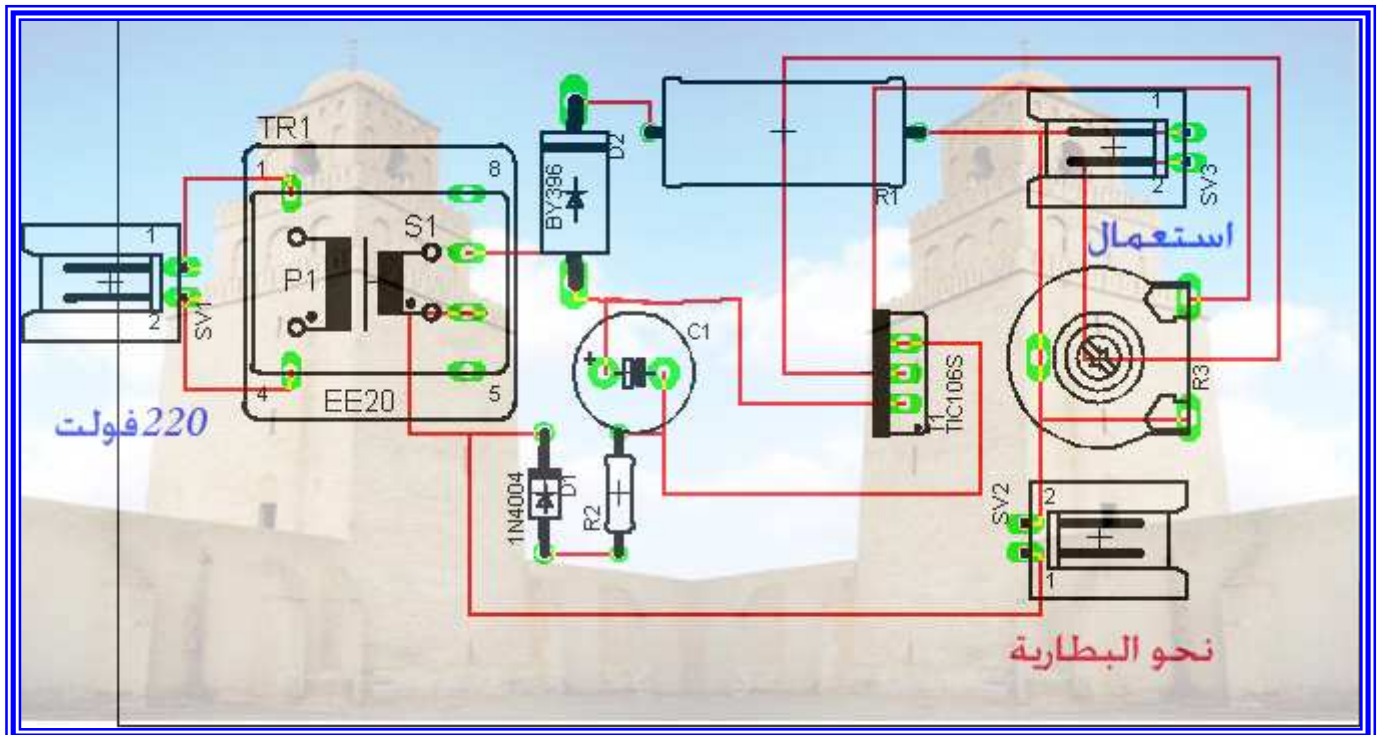 TR1
1
8
S1
P1
4
EE20
5
1
2
SV1
220فولت
BY396
D2
R1
1
2
SV3
استعمال
C1
+
T1
TIC106S
R3
1N4004
D1
R2
SV2
2
1
نحو البطارية